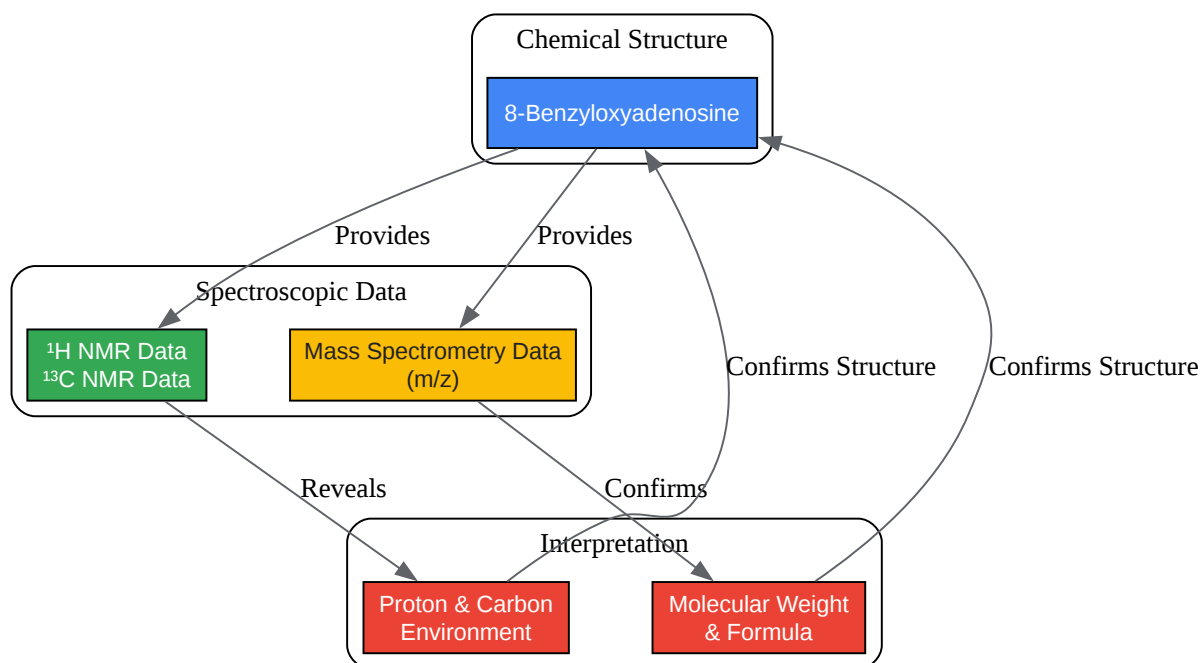 Chemical Structure
8-Benzyloxyadenosine
Provides
Provides
Spectroscopic Data
¹H NMR Data
¹³C NMR Data
Mass Spectrometry Data
(m/z)
Confirms Structure
Confirms Structure
Reveals
Confirms
Interpretation
Proton & Carbon
Environment
Molecular Weight
& Formula